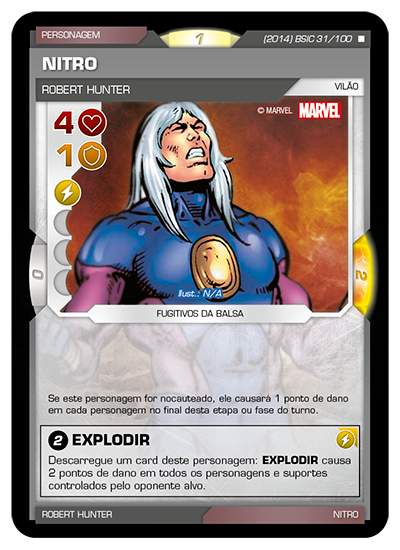 PERSONAGEM
1
(2014) BSIC 31/100
NITRO
ROBERT HUNTER
VILÃO
© MARVEL MARVEL
4
1
0
2
Ilust.: N/A
FUGITIVOS DA BALSA
Se este personagem for nocauteado, ele causará 1 ponto de dano
em cada personagem no final desta etapa ou fase do turno.
2 EXPLODIR
Descarregue um card deste personagem: EXPLODIR causa
2 pontos de dano em todos os personagens e suportes
controlados pelo oponente alvo.
ROBERT HUNTER
NITRO